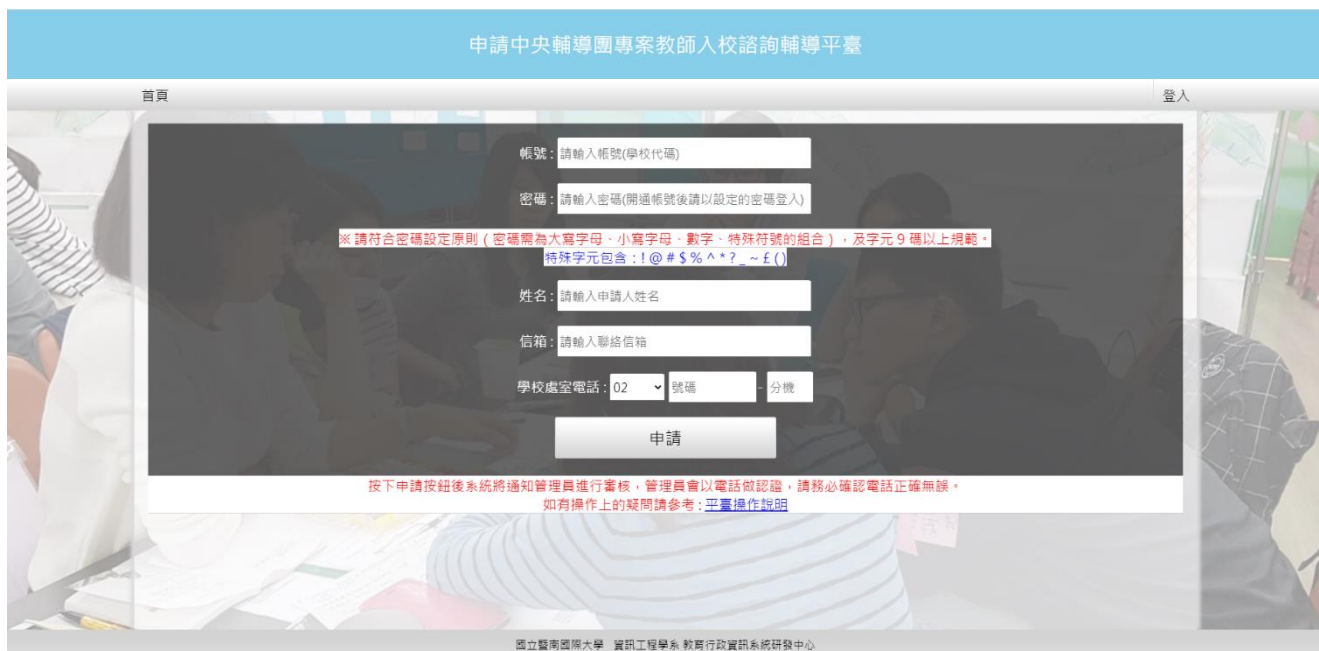 申請中央輔導團專案教師入校諮詢輔導平臺
首頁 登入
帳號: 請輸入帳號(學校代碼)
密碼: 請輸入密碼(開通帳號後請以設定的密碼登入)
※請符合密碼設定原則(密碼需為大寫字母、小寫字母、數字、特殊符號的組合),及字元9碼以上規範。
特殊字元包含:! @ # $ % ^ * ? _ ~ £ ()
姓名: 請輸入申請人姓名
信箱: 請輸入聯絡信箱
學校處室電話: 02 號碼 - 分機
申請
按下申請按鈕後系統將通知管理員進行審核,管理員會以電話做認證,請務必確認電話正確無誤。
如有操作上的疑問請參考: 平臺操作說明
國立暨南國際大學 資訊工程學系 教育行政資訊系統研發中心